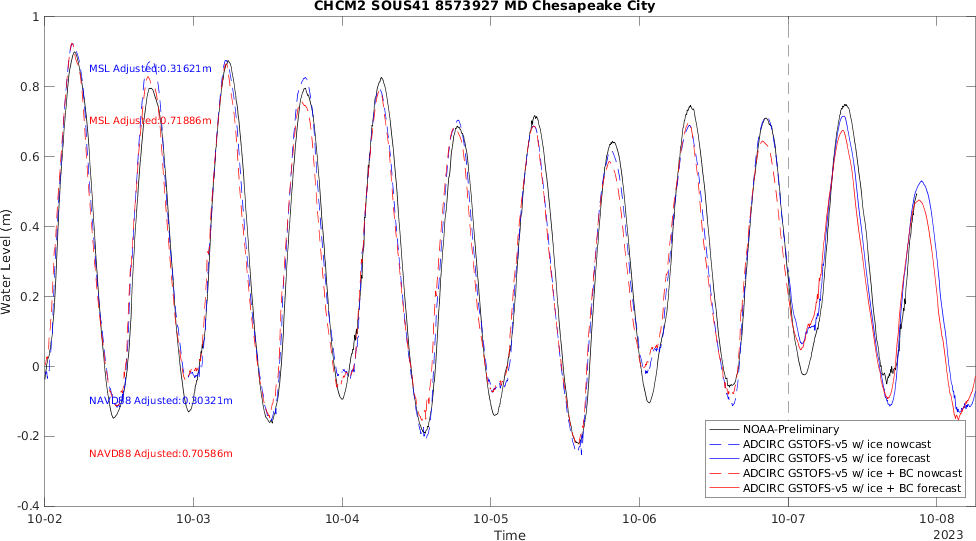 CHCM2 SOUS41 8573927 MD Chesapeake City
1
0.8
0.6
0.4
0.2
0
-0.2
-0.4
Water Level (m)
MSL Adjusted:0.31621m
MSL Adjusted:0.71886m
NAVD88 Adjusted:0.30321m
NAVD88 Adjusted:0.70586m
NOAA-Preliminary
ADCIRC GSTOFS-v5 w/ ice nowcast
ADCIRC GSTOFS-v5 w/ ice forecast
ADCIRC GSTOFS-v5 w/ ice + BC nowcast
ADCIRC GSTOFS-v5 w/ ice + BC forecast
10-02 10-03 10-04 10-05 10-06 10-07 10-08
Time
2023